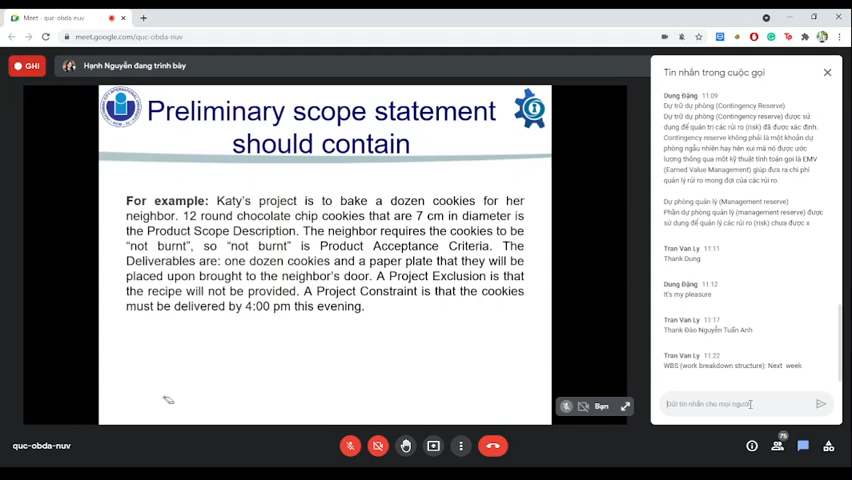 Meet - quc-obda-nuv
meet.google.com/quc-obda-nuv
GHI
Hạnh Nguyễn đang trình bày
Preliminary scope statement
should contain
For example: Katy's project is to bake a dozen cookies for her
neighbor. 12 round chocolate chip cookies that are 7 cm in diameter is
the Product Scope Description. The neighbor requires the cookies to be
"not burnt", so "not burnt" is Product Acceptance Criteria. The
Deliverables are: one dozen cookies and a paper plate that they will be
placed upon brought to the neighbor's door. A Project Exclusion is that
the recipe will not be provided. A Project Constraint is that the cookies
must be delivered by 4:00 pm this evening.
Bạn
Tin nhắn trong cuộc gọi
Dung Đặng 11:09
Dự trữ dự phòng (Contingency Reserve)
Dự trữ dự phòng (Contingency reserve) được sử
dụng để quản trị các rủi ro (risk) đã được xác định.
Contingency reserve không phải là một khoản dự
phòng ngẫu nhiên hay hên xui mà nó được ước
lượng thông qua một kỹ thuật tính toán gọi là EMV
(Earned Value Management) giúp đưa ra chi phí
quản lý rủi ro mong đợi của các rủi ro.
Dự phòng quản lý (Management reserve)
Phần dự phòng quản lý (management reserve) được
sử dụng để quản lý các rủi ro (risk) chưa được x
Tran Van Ly 11:11
Thank Dung
Dung Đặng 11:12
It's my pleasure
Tran Van Ly 11:17
Thank Đào Nguyễn Tuấn Anh
Tran Van Ly 11:22
WBS (work breakdown structure): Next week
Gửi tin nhắn cho mọi người
quc-obda-nuv